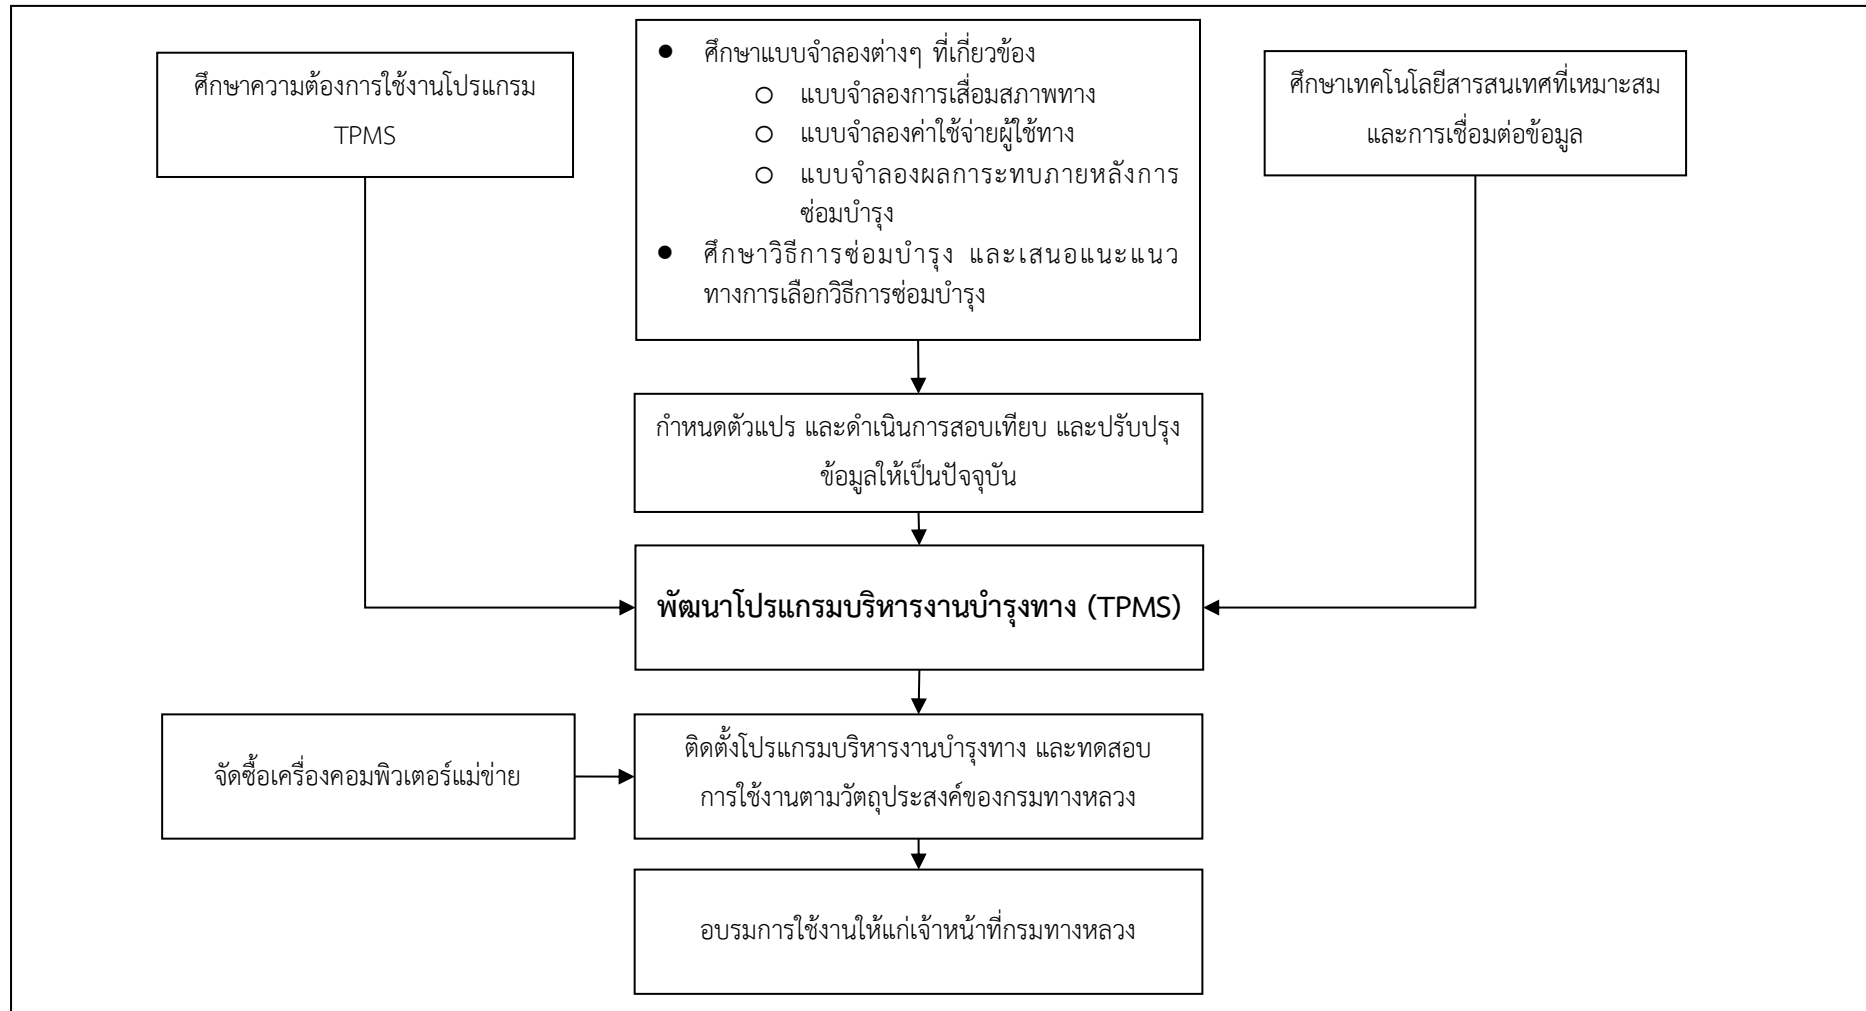 ศึกษาความต้องการใช้งานโปรแกรม
TPMS
● ศึกษาแบบจำลองต่างๆ ที่เกี่ยวข้อง
o แบบจำลองการเสื่อมสภาพทาง
o แบบจำลองค่าใช้จ่ายผู้ใช้ทาง
o แบบจำลองผลการะทบภายหลังการ
ซ่อมบำรุง
● ศึกษาวิธีการซ่อมบำรุง และเสนอแนะแนว
ทางการเลือกวิธีการซ่อมบำรุง
ศึกษาเทคโนโลยีสารสนเทศที่เหมาะสม
และการเชื่อมต่อข้อมูล
กำหนดตัวแปร และดำเนินการสอบเทียบ และปรับปรุง
ข้อมูลให้เป็นปัจจุบัน
พัฒนาโปรแกรมบริหารงานบำรุงทาง (TPMS)
จัดซื้อเครื่องคอมพิวเตอร์แม่ข่าย
ติดตั้งโปรแกรมบริหารงานบำรุงทาง และทดสอบ
การใช้งานตามวัตถุประสงค์ของกรมทางหลวง
อบรมการใช้งานให้แก่เจ้าหน้าที่กรมทางหลวง